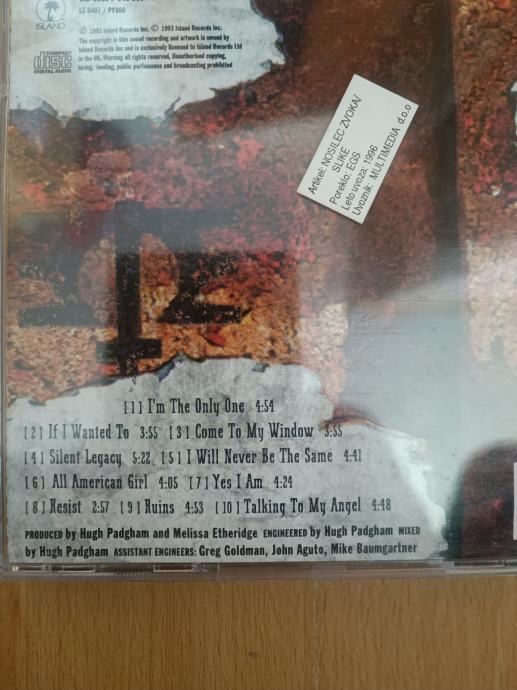 LC 0407 / PY900
ISLAND
℗ 1993 Island Records Inc. © 1993 Island Records Inc.
The copyright in this sound recording and artwork is owned by
Island Records Inc and is exclusively licensed to Island Records Ltd
in the UK. Warning all rights reserved, Unauthorised copying,
hiring, lending, public performance and broadcasting prohibited
COMPACT
disc
DIGITAL AUDIO
Artikel: NOSILEC ZVOKA/
SLIKE
Poreklo: EGS
Leto uvoza: 1996
Uvoznik: MULTIMEDIA d.o.o
[1] I'm The Only One 4:54
[2] If I Wanted To 3:55 [3] Come To My Window 3:55
[4] Silent Legacy 5:22 [5] I Will Never Be The Same 4:41
[6] All American Girl 4:05 [7] Yes I Am 4:24
[8] Resist 2:57 [9] Ruins 4:53 [10] Talking To My Angel 4:48
PRODUCED by Hugh Padgham and Melissa Etheridge ENGINEERED by Hugh Padgham MIXED
by Hugh Padgham ASSISTANT ENGINEERS: Greg Goldman, John Aguto, Mike Baumgartner